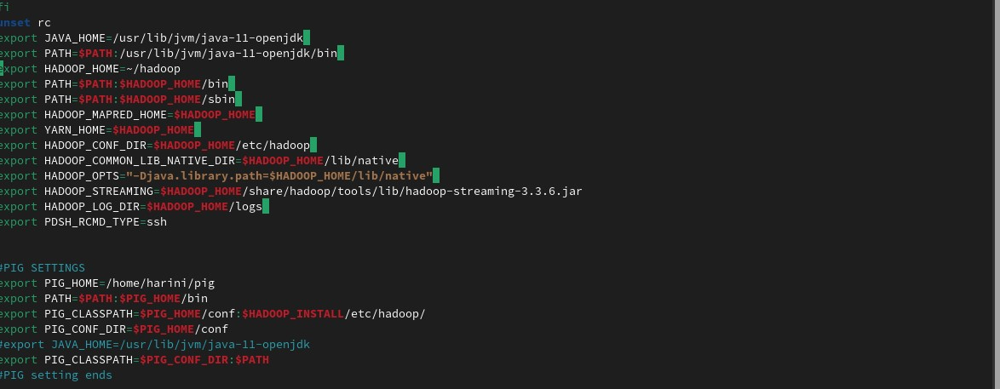 fi
unset rc
export JAVA_HOME=/usr/lib/jvm/java-11-openjdk
export PATH=$PATH:/usr/lib/jvm/java-11-openjdk/bin
export HADOOP_HOME=~/hadoop
export PATH=$PATH:$HADOOP_HOME/bin
export PATH=$PATH:$HADOOP_HOME/sbin
export HADOOP_MAPRED_HOME=$HADOOP_HOME
export YARN_HOME=$HADOOP_HOME
export HADOOP_CONF_DIR=$HADOOP_HOME/etc/hadoop
export HADOOP_COMMON_LIB_NATIVE_DIR=$HADOOP_HOME/lib/native
export HADOOP_OPTS="-Djava.library.path=$HADOOP_HOME/lib/native"
export HADOOP_STREAMING=$HADOOP_HOME/share/hadoop/tools/lib/hadoop-streaming-3.3.6.jar
export HADOOP_LOG_DIR=$HADOOP_HOME/logs
export PDSH_RCMD_TYPE=ssh
#PIG SETTINGS
export PIG_HOME=/home/harini/pig
export PATH=$PATH:$PIG_HOME/bin
export PIG_CLASSPATH=$PIG_HOME/conf:$HADOOP_INSTALL/etc/hadoop/
export PIG_CONF_DIR=$PIG_HOME/conf
#export JAVA_HOME=/usr/lib/jvm/java-11-openjdk
export PIG_CLASSPATH=$PIG_CONF_DIR:$PATH
#PIG setting ends